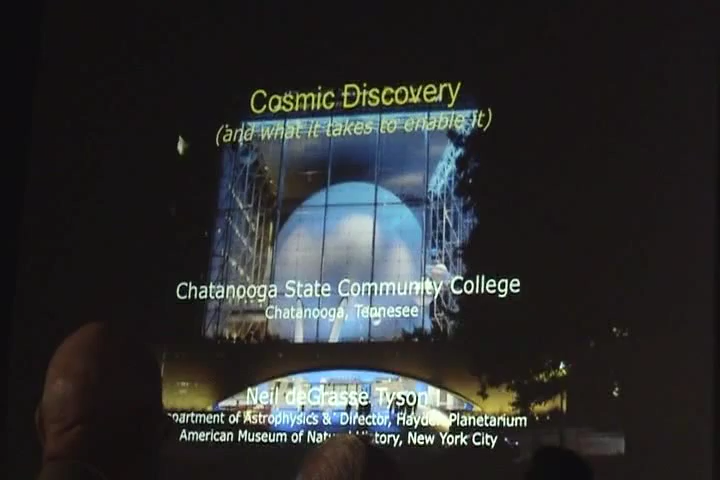 Cosmic Discovery
(and what it takes to enable it)
Chatanooga State Community College
Chatanooga, Tennesee
Neil deGrasse Tyson
partment of Astrophysics & Director, Hayden Planetarium
American Museum of Natural History, New York City